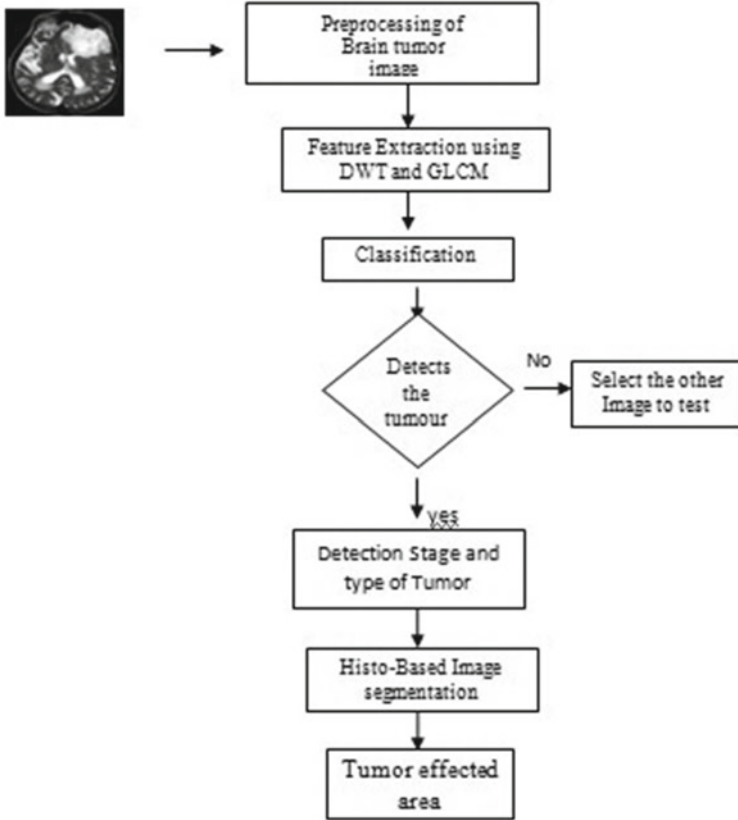 Preprocessing of
Brain tumor
image
Feature Extraction using
DWT and GLCM
Classification
Detects
the
tumour
No
Select the other
Image to test
yes
Detection Stage and
type of Tumor
Histo-Based Image
segmentation
Tumor effected
area